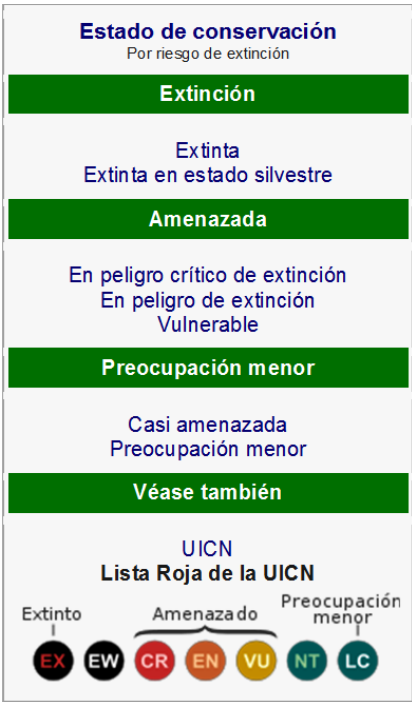 Estado de conservación
Por riesgo de extinción
Extinción
Extinta
Extinta en estado silvestre
Amenazada
En peligro crítico de extinción
En peligro de extinción
Vulnerable
Preocupación menor
Casi amenazada
Preocupación menor
Véase también
UICN
Lista Roja de la UICN
Extinto Amenazado Preocupación menor
EX EW CR EN VU NT LC